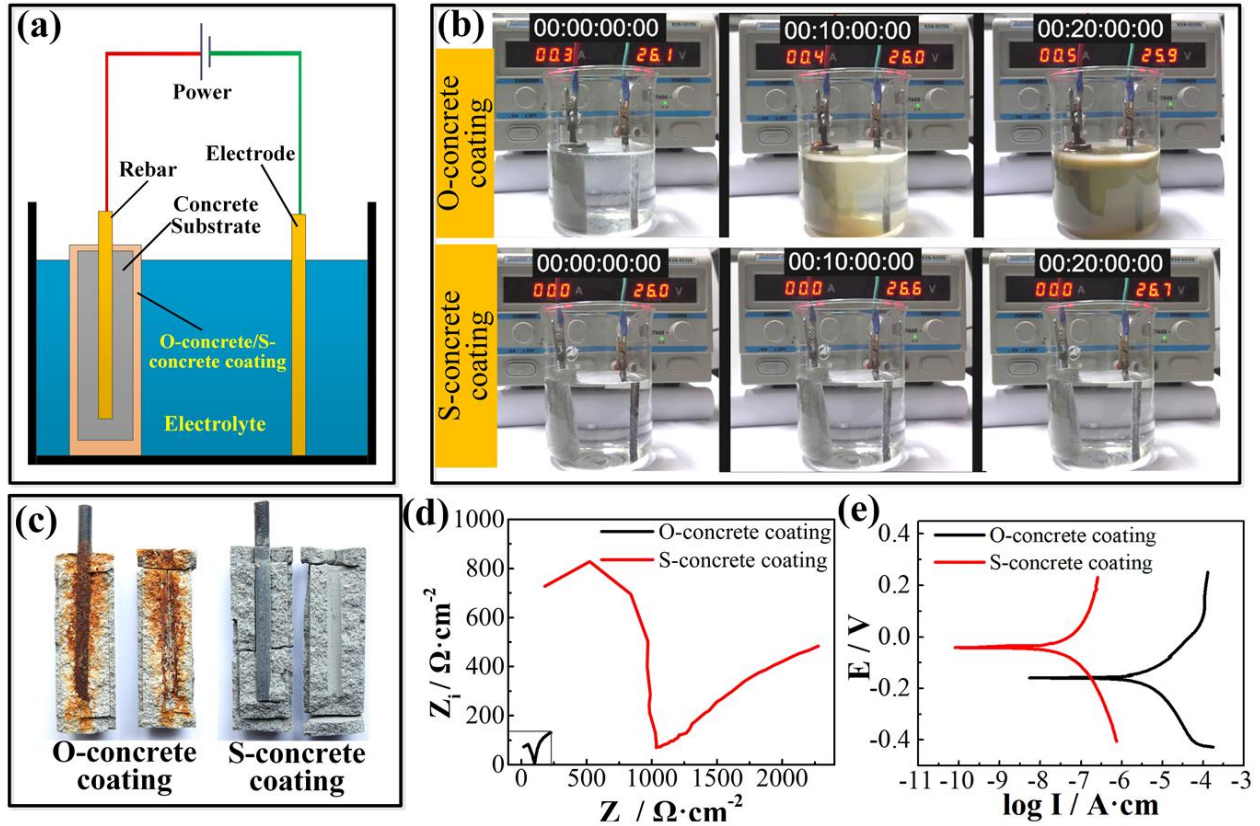 (a)
Power
Electrode
Rebar
Concrete
Substrate
O-concrete/S-
concrete coating
Electrolyte
(b)
O-concrete
coating
00:00:00:00
00.3 A 26.1 V
00:10:00:00
00.4 A 26.0 V
00:20:00:00
00.5 A 25.9 V
S-concrete
coating
00:00:00:00
00.0 A 26.0 V
00:10:00:00
00.0 A 26.6 V
00:20:00:00
00.0 A 26.7 V
(c)
O-concrete
coating
S-concrete
coating
(d)
O-concrete coating
S-concrete coating
1000
800
600
400
200
0
0 500 1000 1500 2000
Z_i / Ω·cm⁻²
Z / Ω·cm⁻²
(e)
O-concrete coating
S-concrete coating
0.4
0.2
0.0
-0.2
-0.4
-11 -10 -9 -8 -7 -6 -5 -4 -3
E / V
log I / A·cm